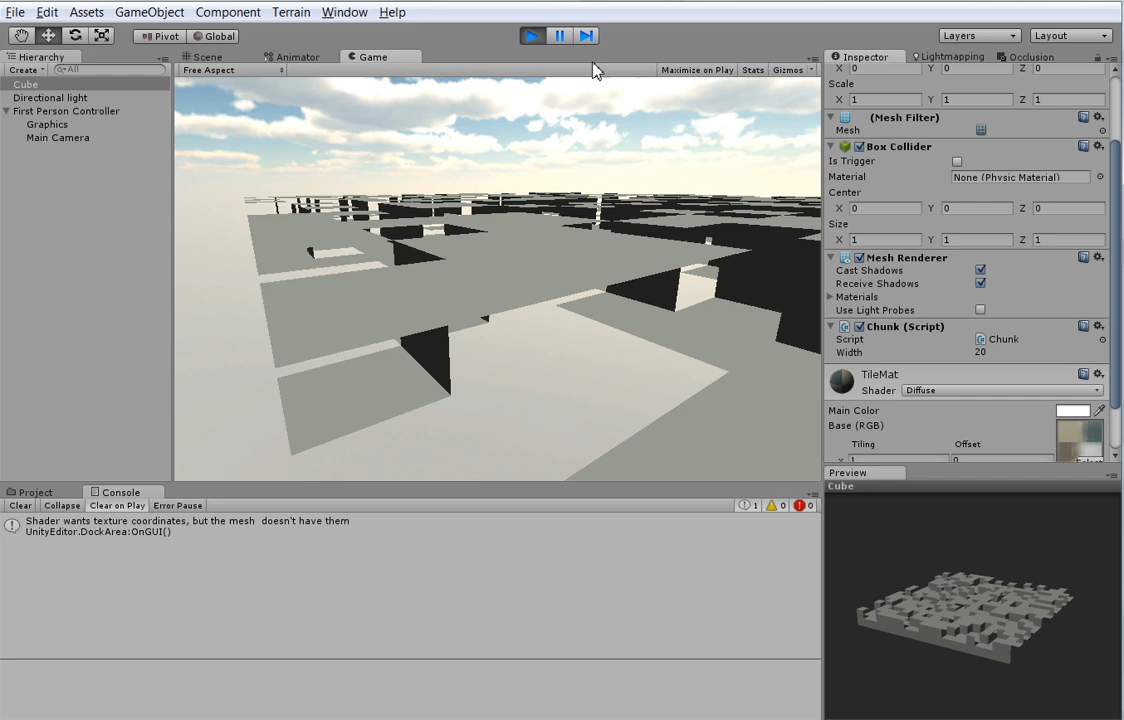 File Edit Assets GameObject Component Terrain Window Help
Pivot Global Layers Layout
Hierarchy Scene Animator Game Inspector Lightmapping Occlusion
Create All Free Aspect Maximize on Play Stats Gizmos
Cube
Directional light
First Person Controller
Graphics
Main Camera
X 0 Y 0 Z 0
Scale
X 1 Y 1 Z 1
(Mesh Filter)
Mesh
Box Collider
Is Trigger
Material None (Physic Material)
Center
X 0 Y 0 Z 0
Size
X 1 Y 1 Z 1
Mesh Renderer
Cast Shadows
Receive Shadows
Materials
Use Light Probes
Chunk (Script)
Script Chunk
Width 20
TileMat
Shader Diffuse
Main Color
Base (RGB)
Tiling Offset
x 1 0 Select
Project Console
Clear Collapse Clear on Play Error Pause 1 0 0
Shader wants texture coordinates, but the mesh doesn't have them
UnityEditor.DockArea:OnGUI()
Preview
Cube